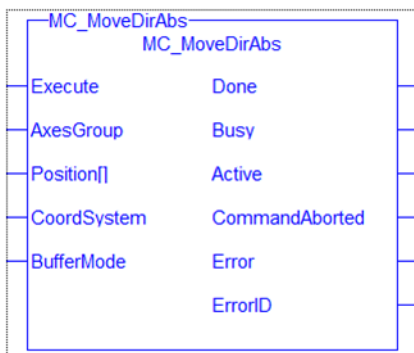 MC_MoveDirAbs
MC_MoveDirAbs
Execute Done
AxesGroup Busy
Position[] Active
CoordSystem CommandAborted
BufferMode Error
ErrorID